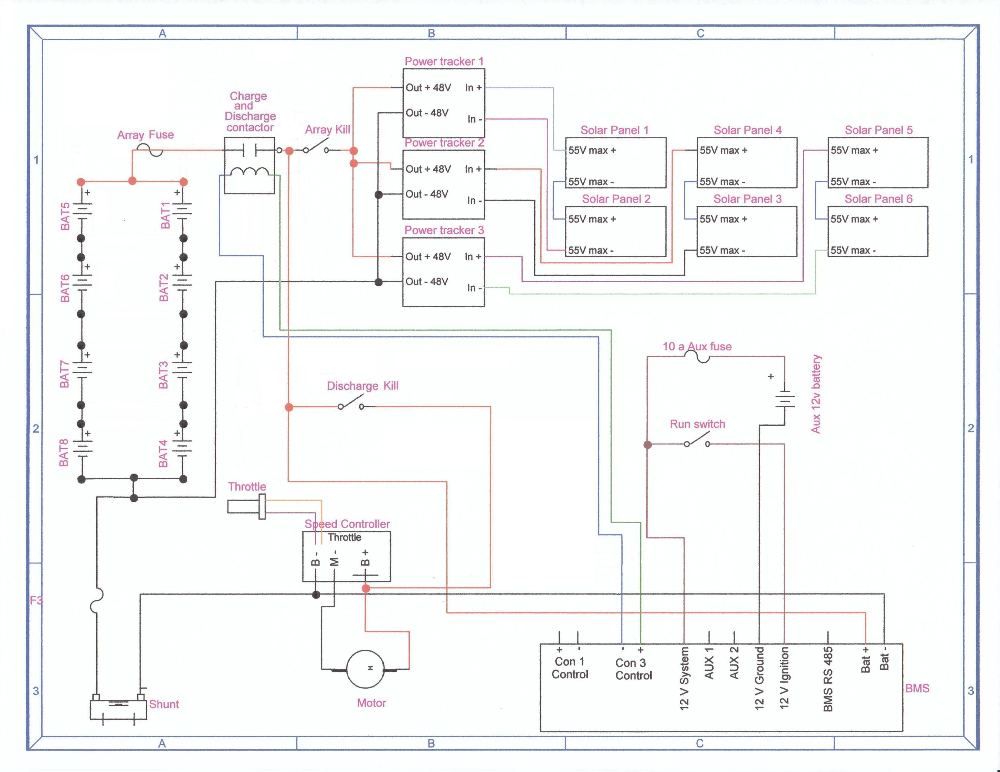 A
B
C
Power tracker 1
Out + 48V
In +
Out - 48V
In -
Charge
and
Discharge
contactor
Array Fuse
Array Kill
Power tracker 2
Out + 48V
In +
Out - 48V
In -
Power tracker 3
Out + 48V
In +
Out - 48V
In -
Solar Panel 1
55V max +
55V max -
Solar Panel 2
55V max +
55V max -
Solar Panel 4
55V max +
55V max -
Solar Panel 3
55V max +
55V max -
Solar Panel 5
55V max +
55V max -
Solar Panel 6
55V max +
55V max -
1
1
+
BAT5
+
BAT1
+
BAT6
+
BAT2
+
BAT7
+
BAT3
+
BAT8
+
BAT4
10 a Aux fuse
+
Aux 12v battery
Discharge Kill
Run switch
2
2
Throttle
Speed Controller
Throttle
B -
M -
B +
F3
M
Motor
Shunt
+
-
Con 1
Control
-
+
Con 3
Control
12 V System
AUX 1
AUX 2
12 V Ground
12 V Ignition
BMS RS 485
Bat +
Bat -
BMS
3
3
A
B
C